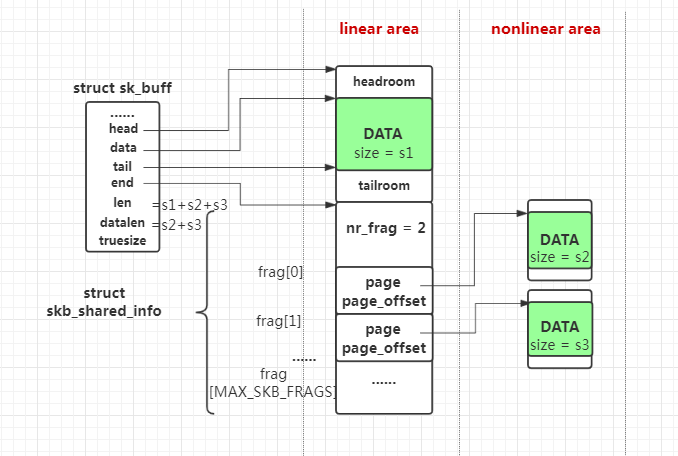 linear area
nonlinear area
struct sk_buff
......
head
data
tail
end
len =s1+s2+s3
datalen =s2+s3
truesize
struct
skb_shared_info
headroom
DATA
size = s1
tailroom
nr_frag = 2
frag[0]
page
page_offset
frag[1]
page
page_offset
......
frag
[MAX_SKB_FRAGS]
......
DATA
size = s2
DATA
size = s3